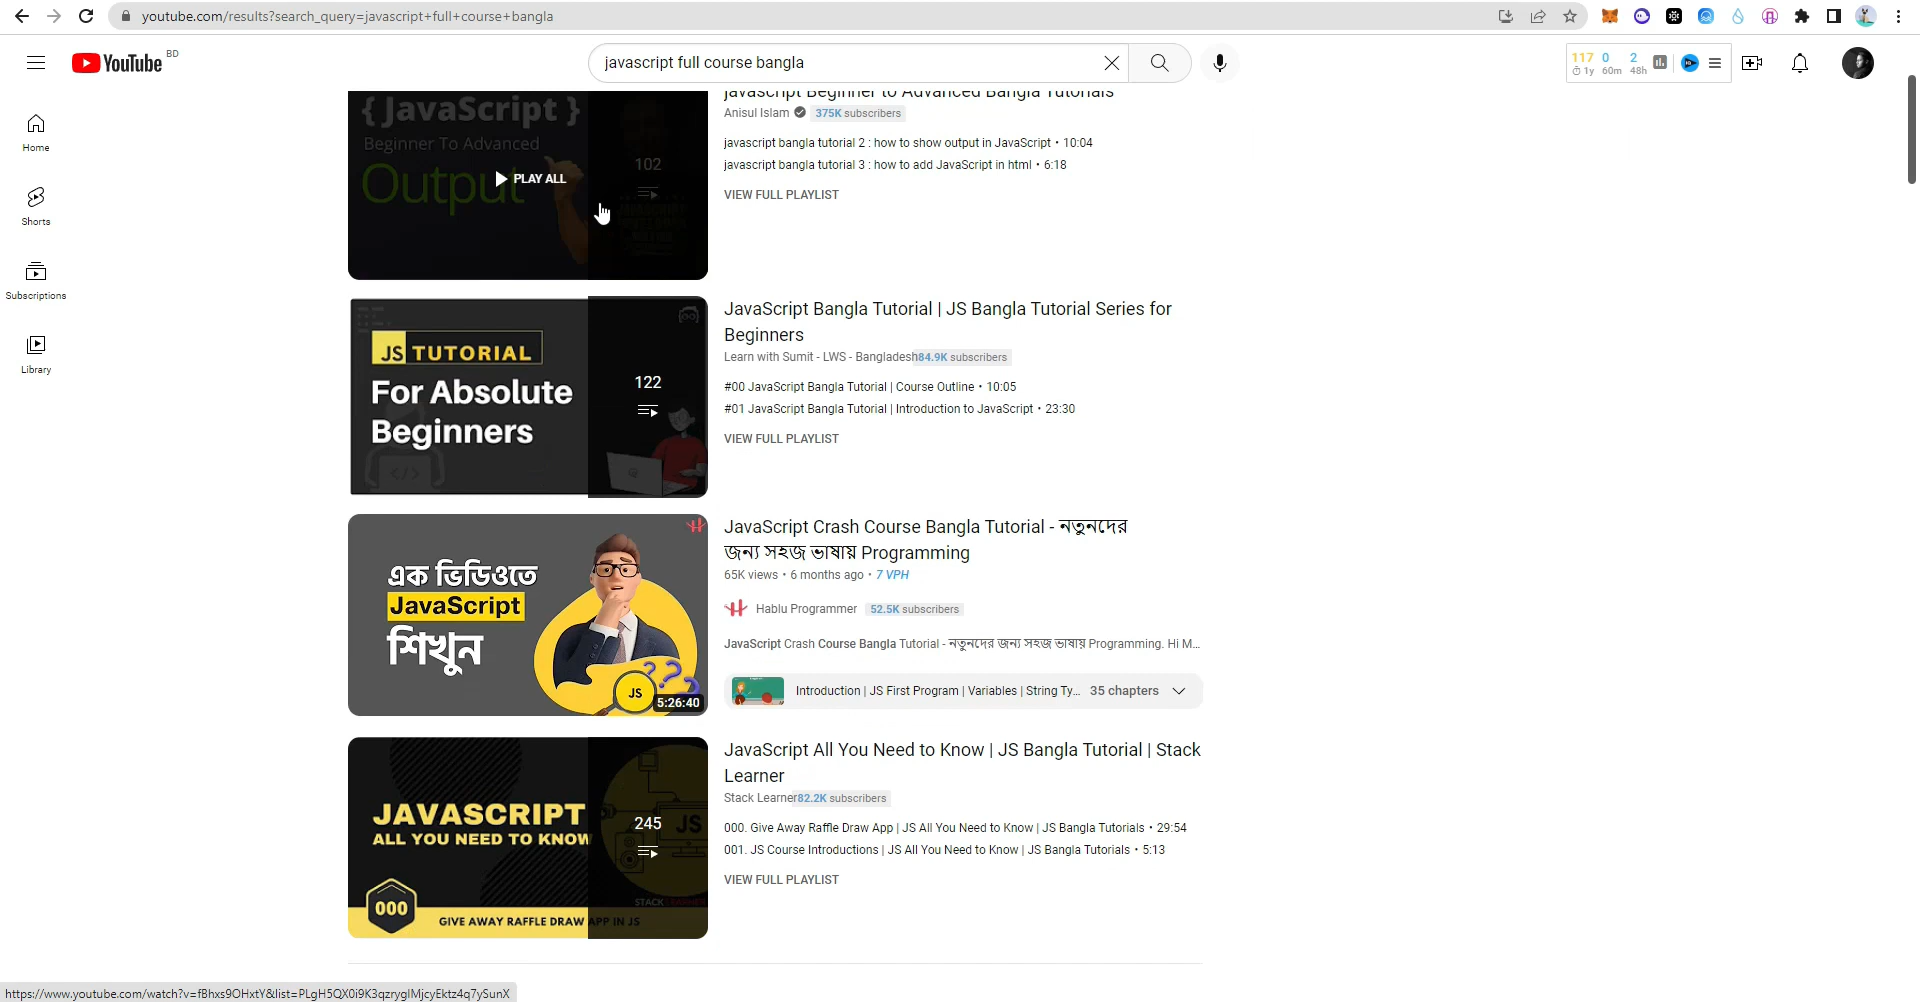 youtube.com/results?search_query=javascript+full+course+bangla
YouTube BD
javascript full course bangla
117 0 2
1y 60m 48h
Home
Shorts
Subscriptions
Library
{ JavaScript }
Beginner To Advanced
Output
PLAY ALL
102
javascript Beginner to Advanced Bangla Tutorials
Anisul Islam 375K subscribers
javascript bangla tutorial 2 : how to show output in JavaScript • 10:04
javascript bangla tutorial 3 : how to add JavaScript in html • 6:18
VIEW FULL PLAYLIST
JS TUTORIAL
For Absolute
Beginners
122
JavaScript Bangla Tutorial | JS Bangla Tutorial Series for
Beginners
Learn with Sumit - LWS - Bangladesh84.9K subscribers
#00 JavaScript Bangla Tutorial | Course Outline • 10:05
#01 JavaScript Bangla Tutorial | Introduction to JavaScript • 23:30
VIEW FULL PLAYLIST
এক ভিডিওতে
JavaScript
শিখুন
JS
5:26:40
JavaScript Crash Course Bangla Tutorial - নতুনদের
জন্য সহজ ভাষায় Programming
65K views • 6 months ago • 7 VPH
Hablu Programmer 52.5K subscribers
JavaScript Crash Course Bangla Tutorial - নতুনদের জন্য সহজ ভাষায় Programming. Hi M...
Introduction | JS First Program | Variables | String Ty... 35 chapters
JAVASCRIPT
ALL YOU NEED TO KNOW
245
JS
000
STACK LEARNER
GIVE AWAY RAFFLE DRAW APP IN JS
JavaScript All You Need to Know | JS Bangla Tutorial | Stack
Learner
Stack Learner82.2K subscribers
000. Give Away Raffle Draw App | JS All You Need to Know | JS Bangla Tutorials • 29:54
001. JS Course Introductions | JS All You Need to Know | JS Bangla Tutorials • 5:13
VIEW FULL PLAYLIST